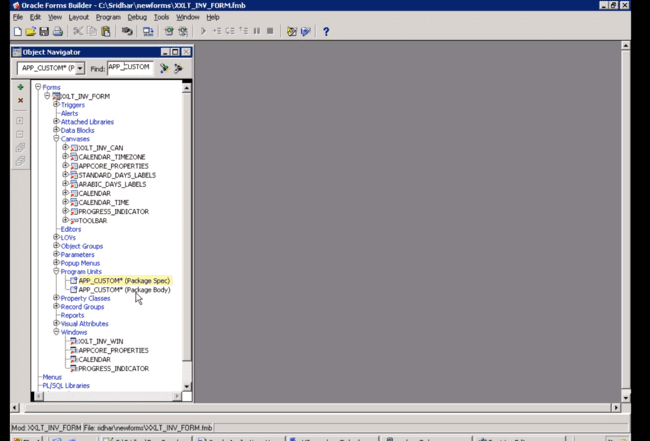 Oracle Forms Builder - C:\Sridhar\newforms\XXLT_INV_FORM.fmb
File Edit View Layout Program Debug Tools Window Help
Object Navigator
APP_CUSTOM* (P Find: APP_CUSTOM
Forms
XXLT_INV_FORM
Triggers
Alerts
Attached Libraries
Data Blocks
Canvases
XXLT_INV_CAN
CALENDAR_TIMEZONE
APPCORE_PROPERTIES
STANDARD_DAYS_LABELS
ARABIC_DAYS_LABELS
CALENDAR
CALENDAR_TIME
PROGRESS_INDICATOR
TOOLBAR
Editors
LOVs
Object Groups
Parameters
Popup Menus
Program Units
APP_CUSTOM* (Package Spec)
APP_CUSTOM* (Package Body)
Property Classes
Record Groups
Reports
Visual Attributes
Windows
XXLT_INV_WIN
APPCORE_PROPERTIES
CALENDAR
PROGRESS_INDICATOR
Menus
PL/SQL Libraries
Mod: XXLT_INV_FORM File: ridhar\newforms\XXLT_INV_FORM.fmb